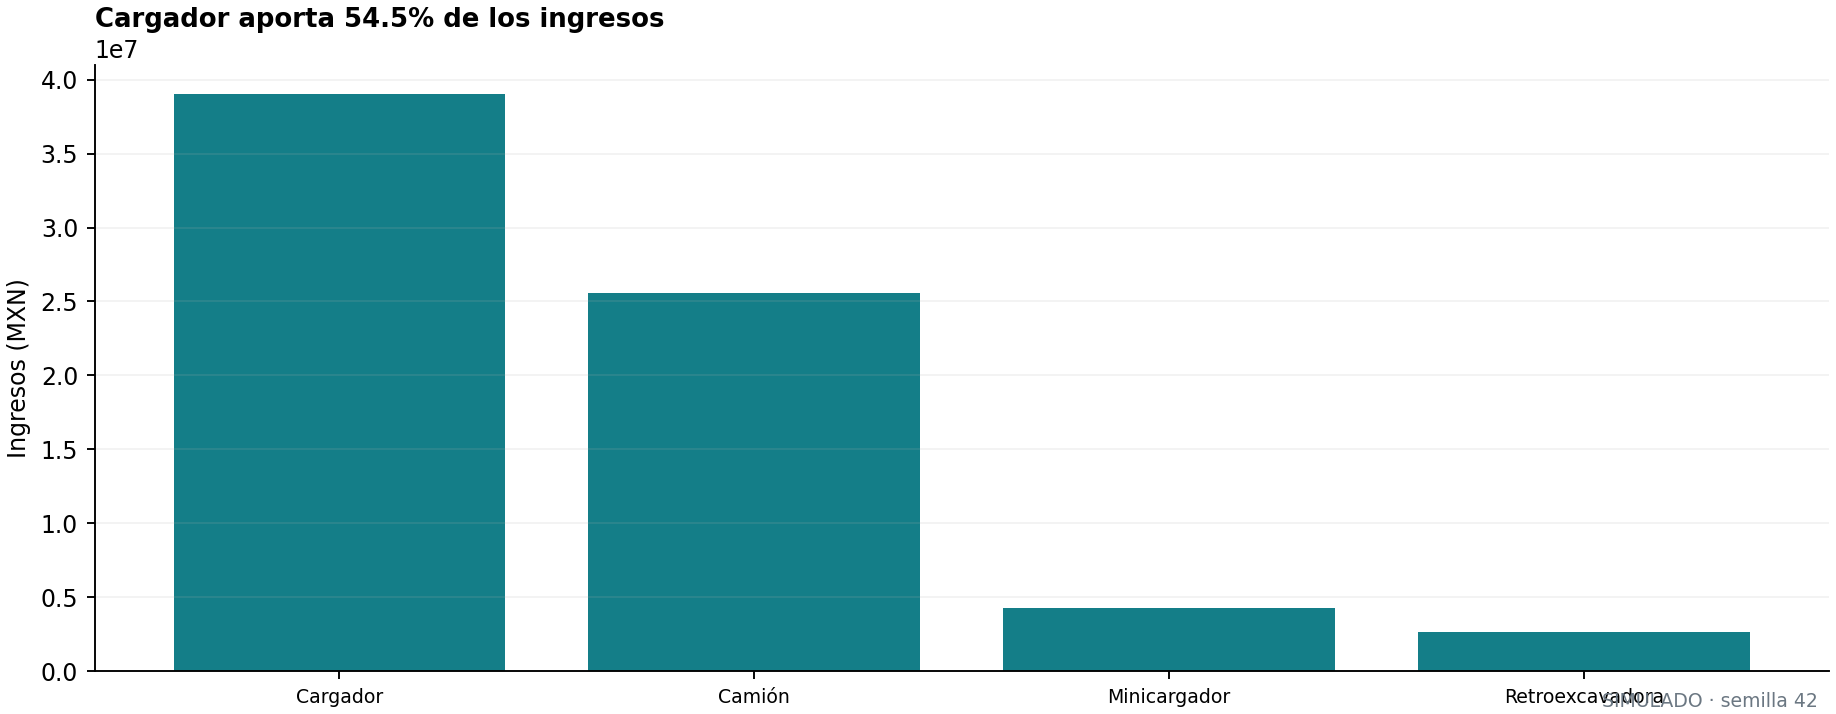 Cargador aporta 54.5% de los ingresos
1e7
4.0
3.5
3.0
2.5
2.0
1.5
1.0
0.5
0.0
Ingresos (MXN)
Cargador
Camión
Minicargador
Retroexcavadora
SIMULADO · semilla 42